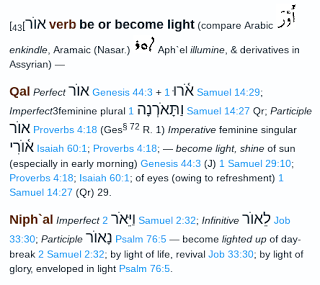 [43[אוֺר verb be or become light (compare Arabic
enkindle, Aramaic (Nasar.) Aph`el illumine, & derivatives in
Assyrian) —
Qal Perfect אוֺר Genesis 44:3 + 1 אֹ֫רוּ Samuel 14:29;
Imperfect3feminine plural 1 וַתָּאֹרְנָה Samuel 14:27 Qr; Participle
אוֺר Proverbs 4:18 (Ges§ 72 R. 1) Imperative feminine singular
א֫וֺרִי Isaiah 60:1; Proverbs 4:18; — become light, shine of sun
(especially in early morning) Genesis 44:3 (J) 1 Samuel 29:10;
Proverbs 4:18; Isaiah 60:1; of eyes (owing to refreshment) 1
Samuel 14:27 (Qr) 29.
Niph`al Imperfect 2 וַיֵּאֹר Samuel 2:32; Infinitive לֵאוֺר Job
33:30; Participle נָאוֺר Psalm 76:5 — become lighted up of day-
break 2 Samuel 2:32; by light of life, revival Job 33:30; by light of
glory, enveloped in light Psalm 76:5.